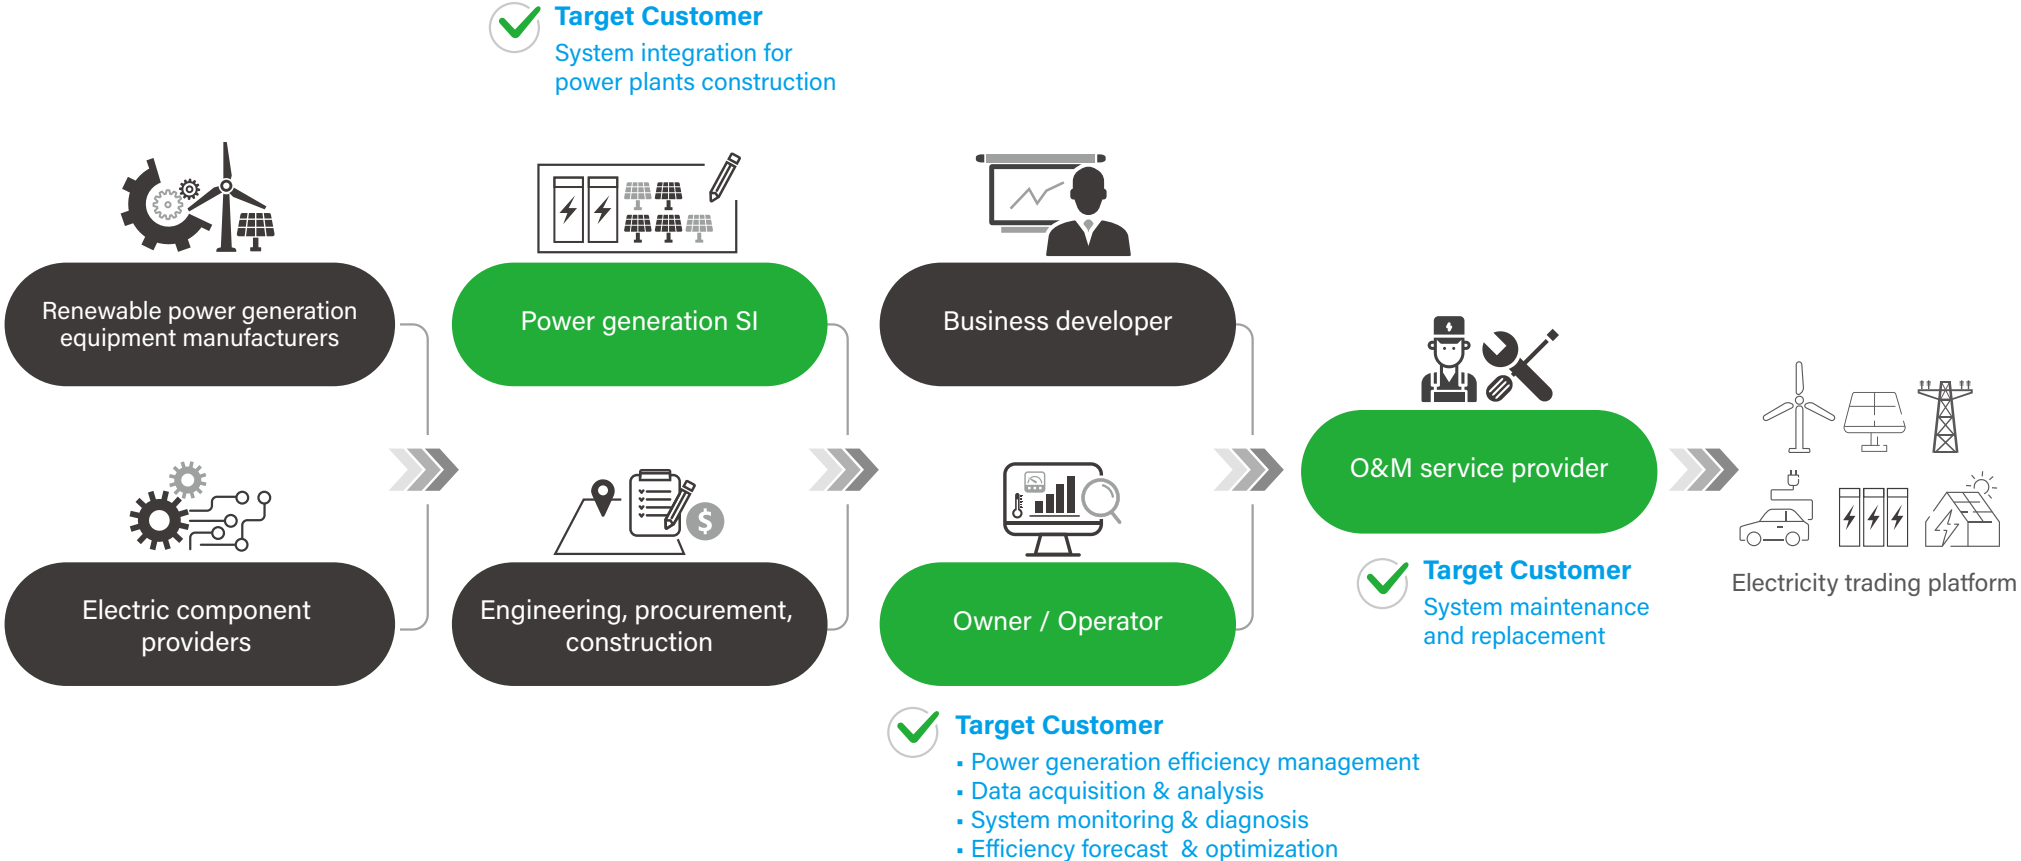 Target Customer
System integration for
power plants construction
Renewable power generation
equipment manufacturers
Power generation SI
Business developer
O&M service provider
Electric component
providers
Engineering, procurement,
construction
Owner / Operator
Target Customer
System maintenance
and replacement
Electricity trading platform
Target Customer
▪ Power generation efficiency management
▪ Data acquisition & analysis
▪ System monitoring & diagnosis
▪ Efficiency forecast & optimization